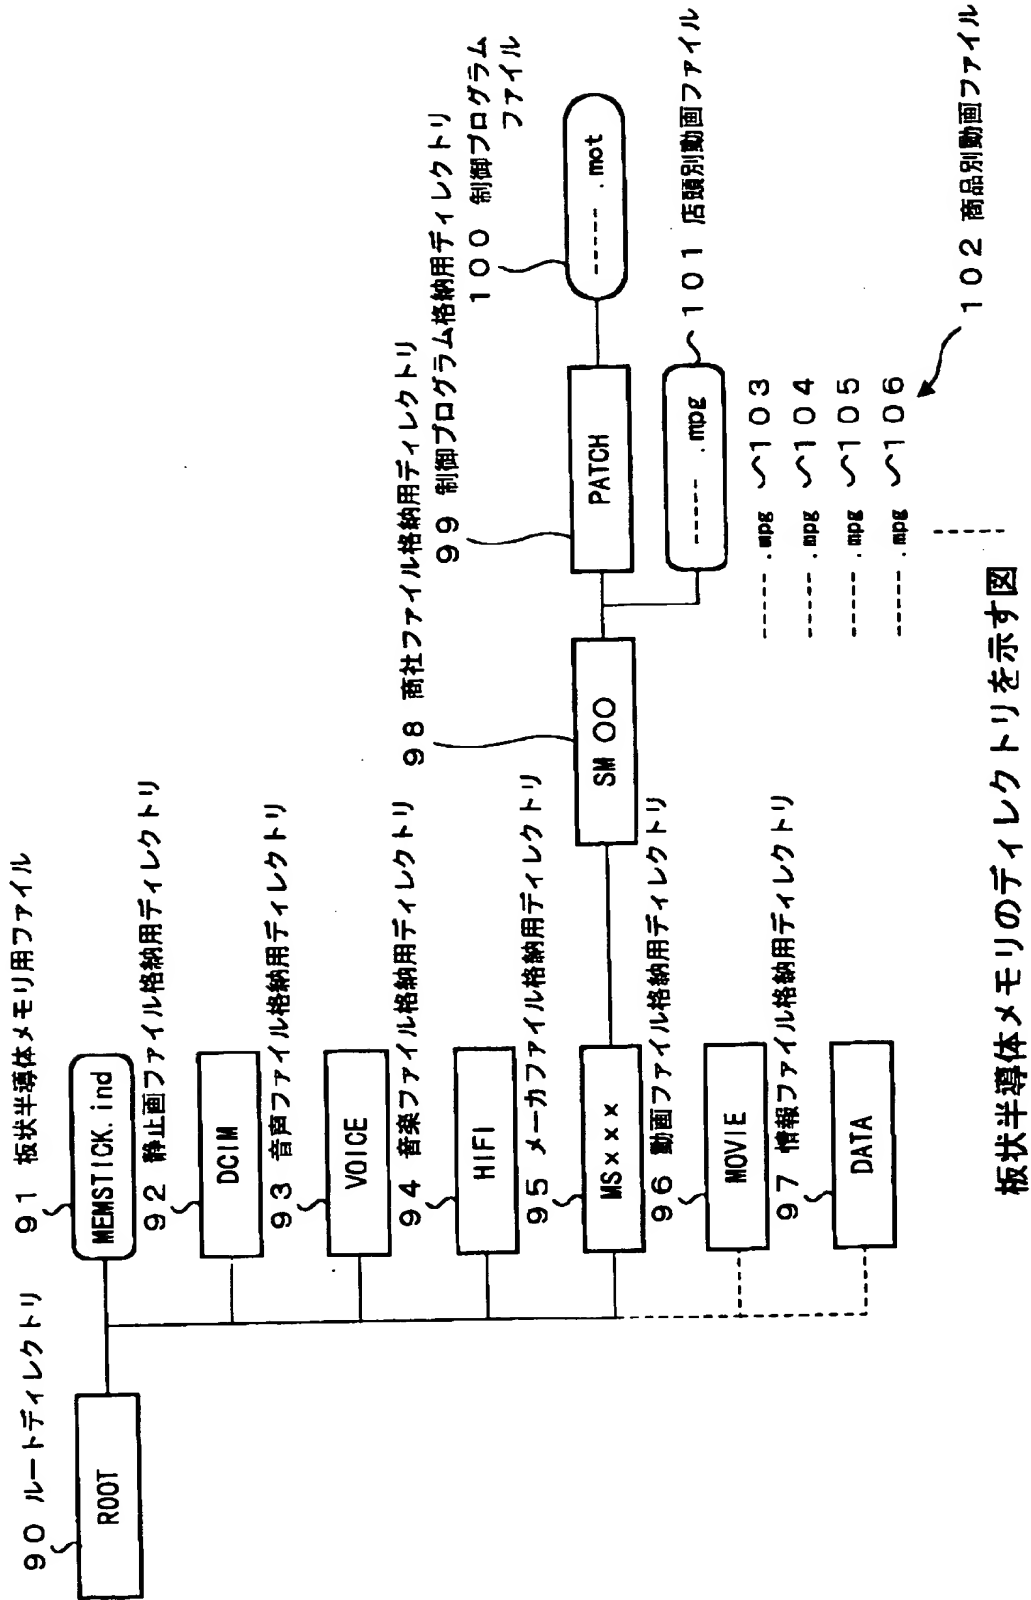 90 ルートディレクトリ
ROOT
91 板状半導体メモリ用ファイル
MEMSTICK.ind
92 静止画ファイル格納用ディレクトリ
DCIM
93 音声ファイル格納用ディレクトリ
VOICE
94 音楽ファイル格納用ディレクトリ
HIFI
95 メーカファイル格納用ディレクトリ
MS×××
96 動画ファイル格納用ディレクトリ
MOVIE
97 情報ファイル格納用ディレクトリ
DATA
98 商社ファイル格納用ディレクトリ
SM ○○
99 制御プログラム格納用ディレクトリ
PATCH
100 制御プログラム
ファイル
-----.mot
101 店頭別動画ファイル
-----.mpg
-----.mpg ~103
-----.mpg ~104
-----.mpg ~105
-----.mpg ~106
102 商品別動画ファイル
板状半導体メモリのディレクトリを示す図